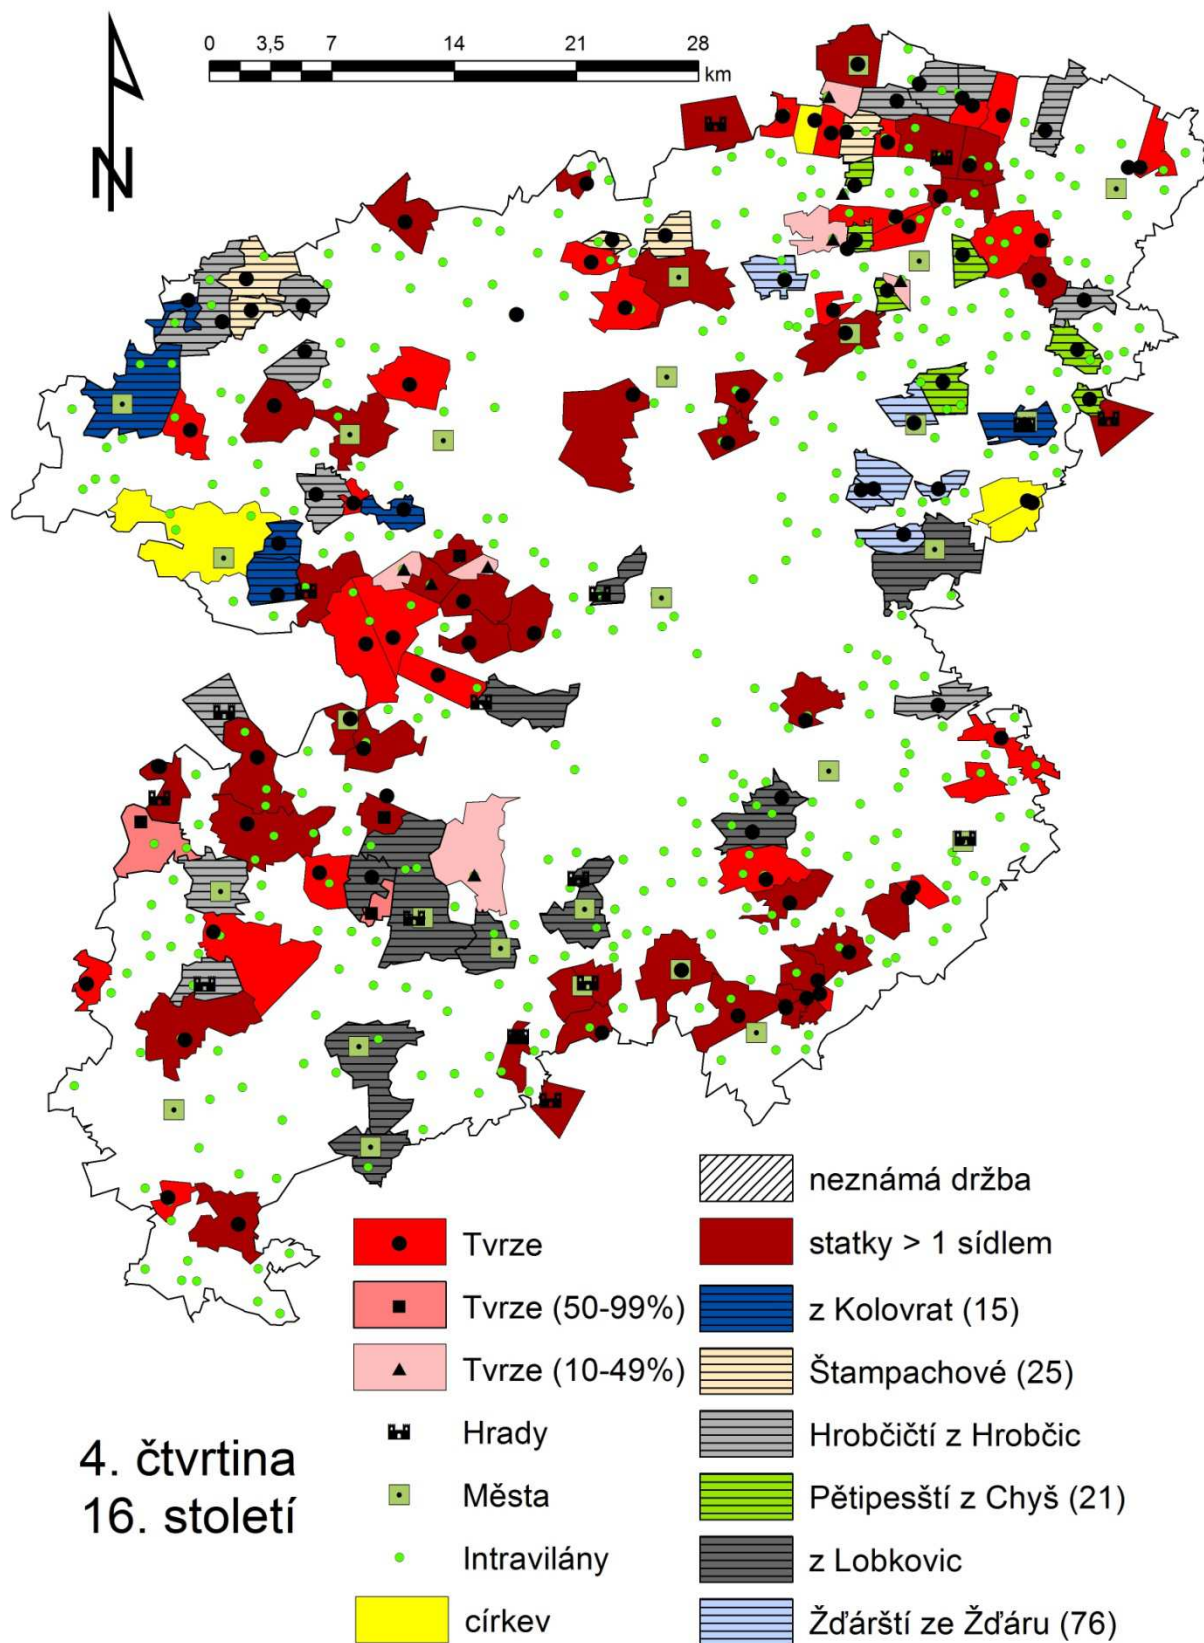 0 3,5 7 14 21 28
km
N
neznámá držba
Tvrze
statky > 1 sídlem
Tvrze (50-99%)
z Kolovrat (15)
Tvrze (10-49%)
Štampachové (25)
Hrady
Hrobčičtí z Hrobčic
4. čtvrtina
16. století
Města
Pětipesští z Chyš (21)
Intravilány
z Lobkovic
církev
Žďárští ze Žďáru (76)